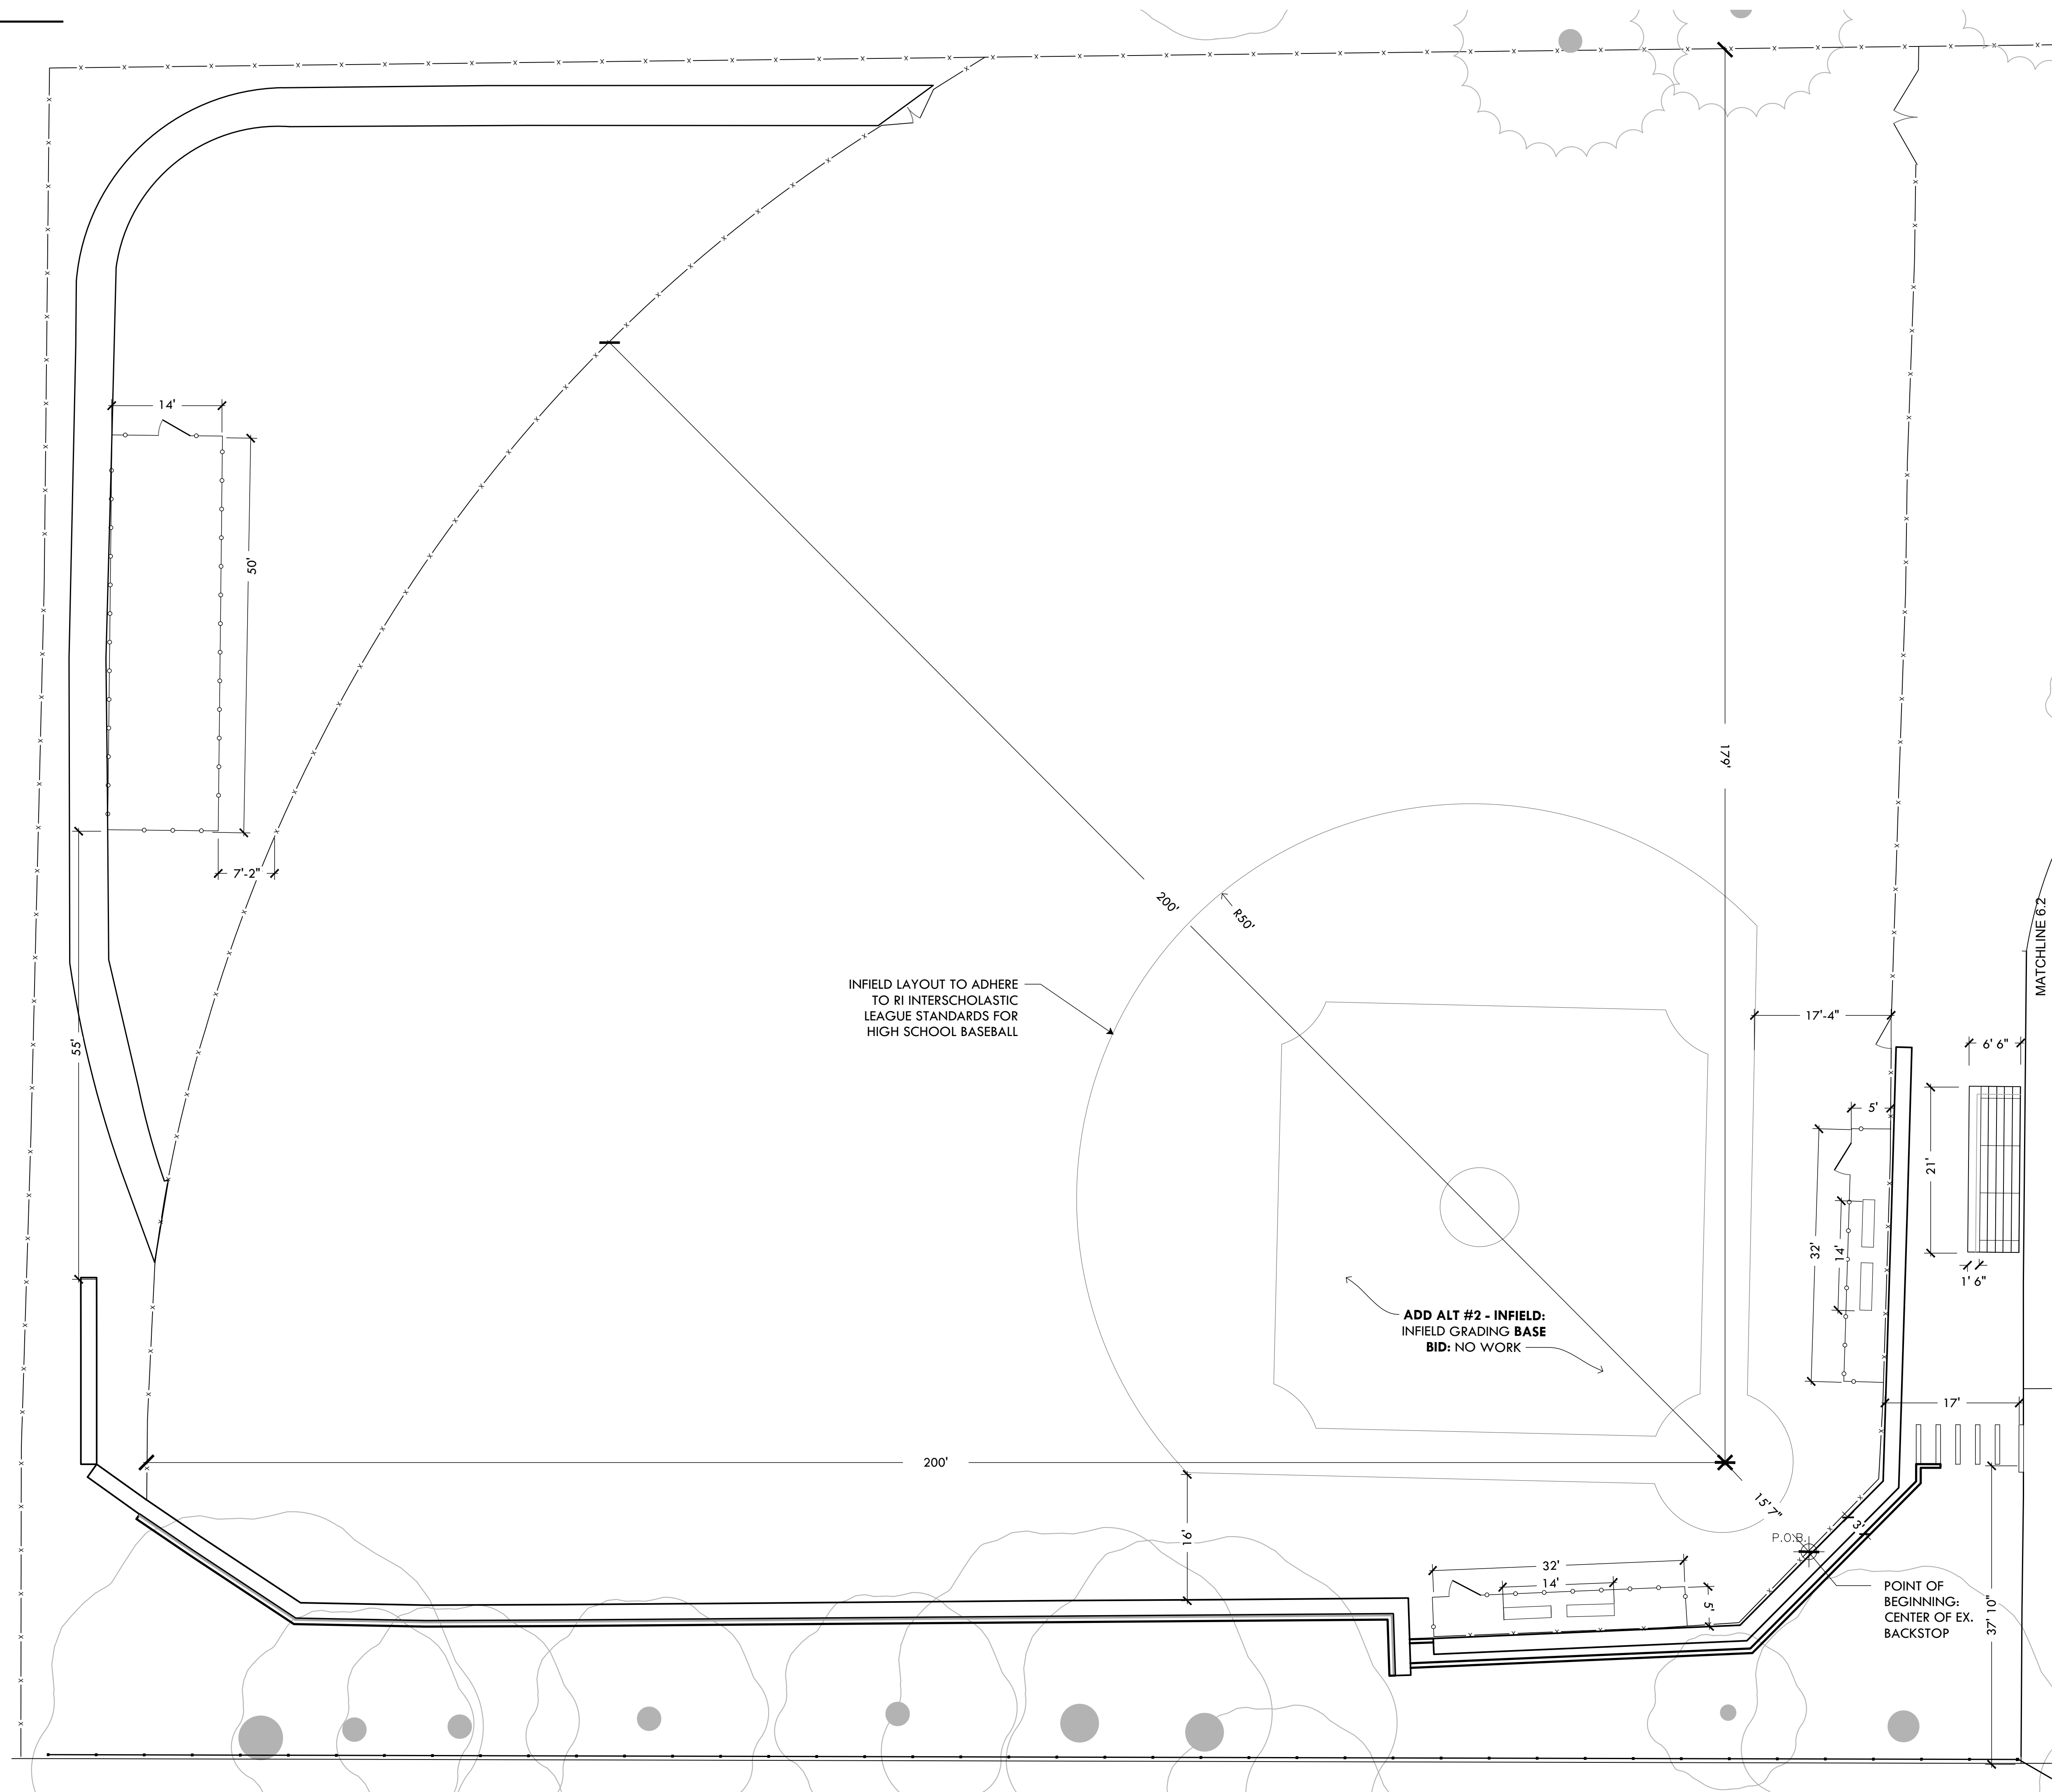 14'
50'
179'
7'-2"
200'
R50'
MATCHLINE 6.2
INFIELD LAYOUT TO ADHERE
TO RI INTERSCHOLASTIC
LEAGUE STANDARDS FOR
HIGH SCHOOL BASEBALL
17'-4"
55'
6' 6"
5'
21'
32'
14'
1' 6"
ADD ALT #2 - INFIELD:
INFIELD GRADING BASE
BID: NO WORK
17'
200'
15' 7"
16'
3'
P.O.B.
32'
14'
5'
POINT OF
BEGINNING:
CENTER OF EX.
BACKSTOP
37' 10"